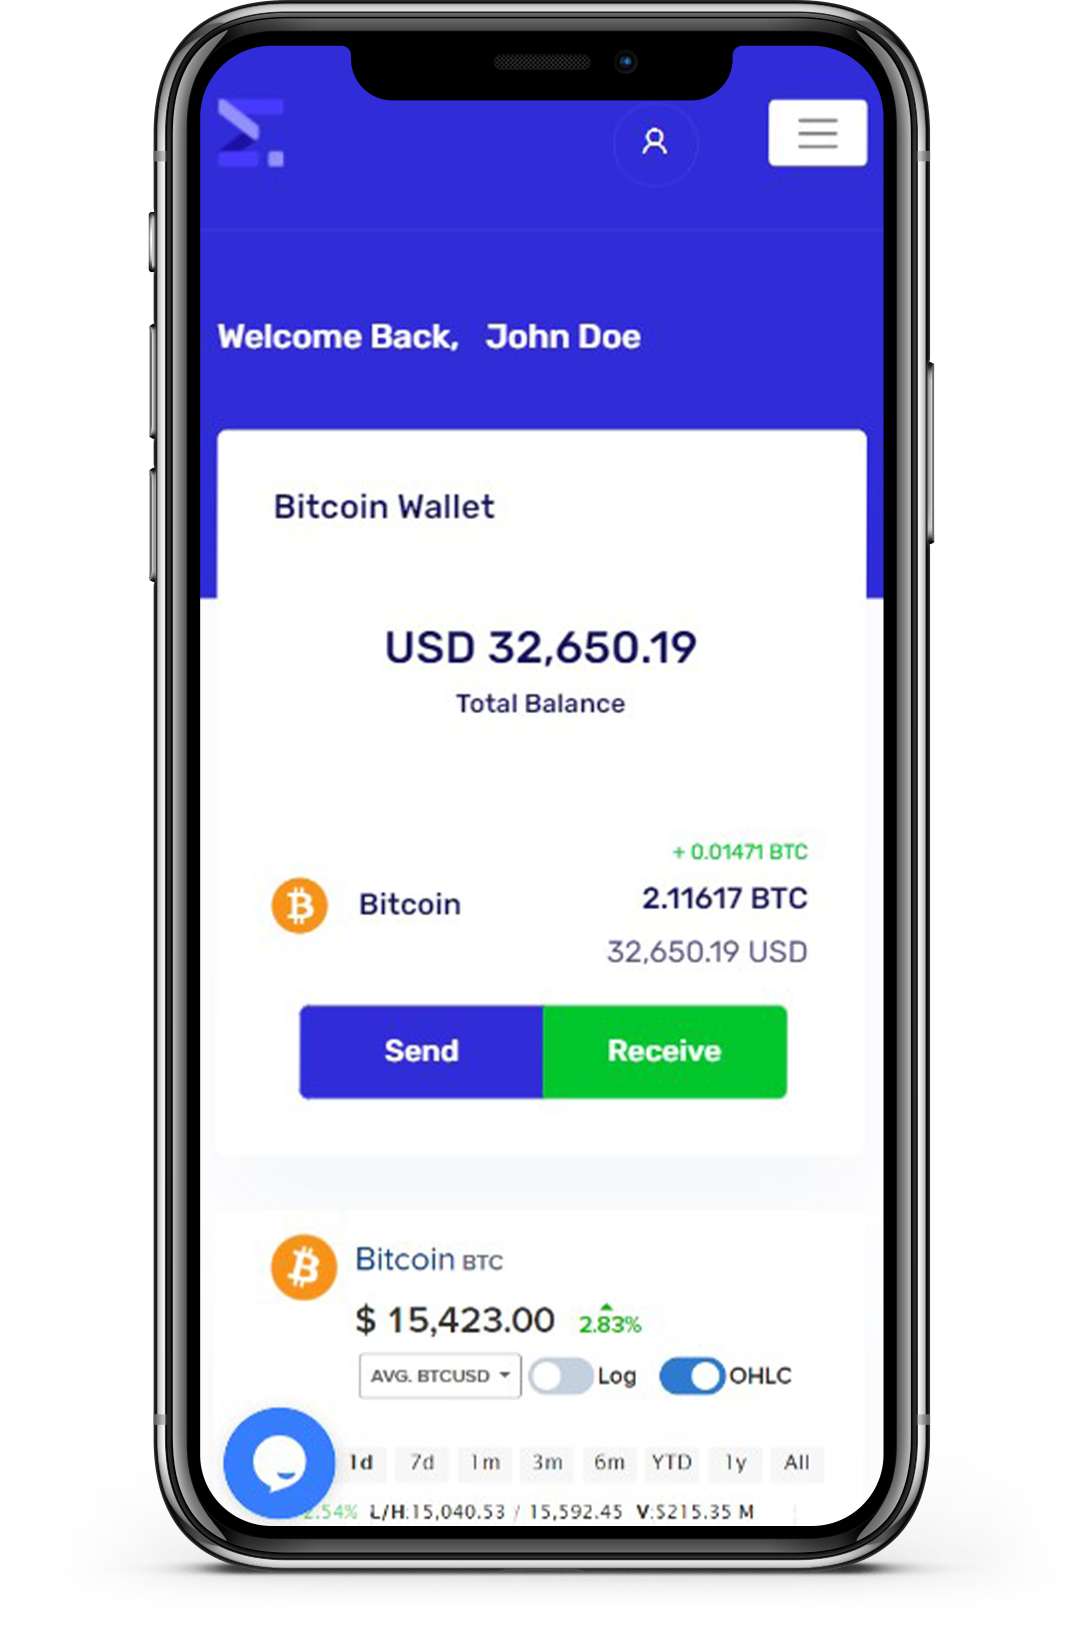 Welcome Back, John Doe
Bitcoin Wallet
USD 32,650.19
Total Balance
+ 0.01471 BTC
Bitcoin
2.11617 BTC
32,650.19 USD
Send Receive
Bitcoin BTC
$ 15,423.00 2.83%
AVG. BTCUSD Log OHLC
1d 7d 1m 3m 6m YTD 1y All
2.54% L/H:15,040.53 / 15,592.45 V:$215.35 M